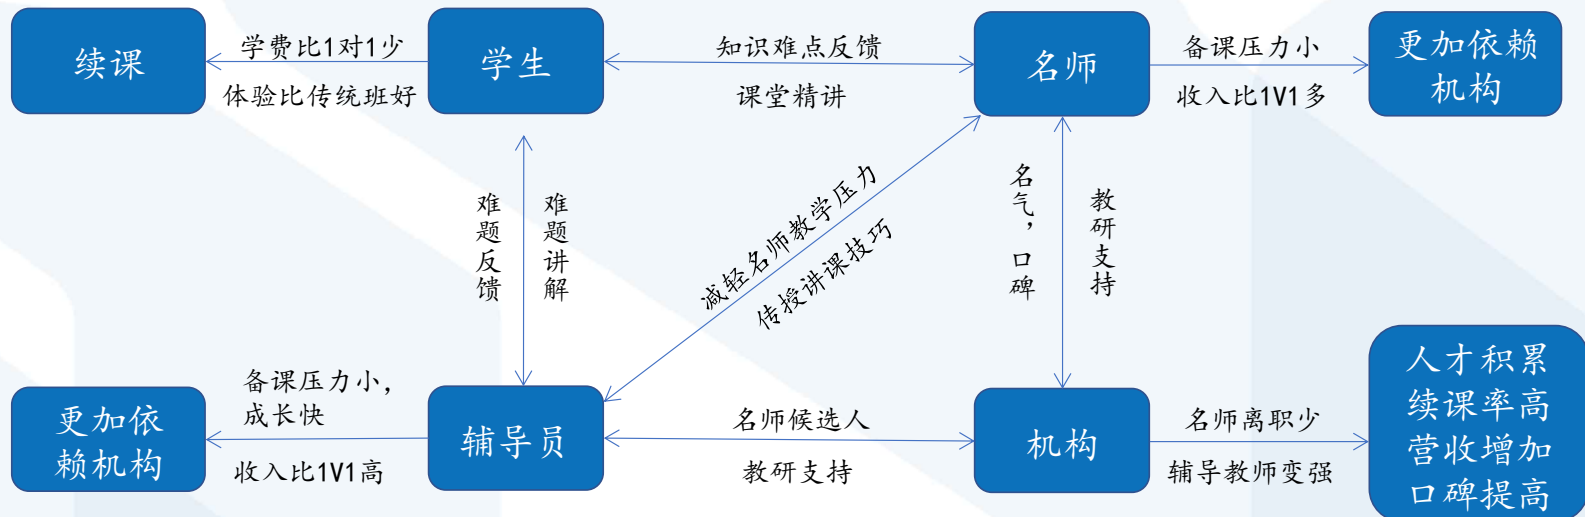 续课
学费比1对1少
体验比传统班好
学生
知识难点反馈
课堂精讲
名师
备课压力小
收入比1V1多
更加依赖
机构
难题反馈
难题讲解
减轻名师教学压力
传授讲课技巧
名气，口碑
教研支持
更加依
赖机构
备课压力小，
成长快
收入比1V1高
辅导员
名师候选人
教研支持
机构
名师离职少
辅导教师变强
人才积累
续课率高
营收增加
口碑提高